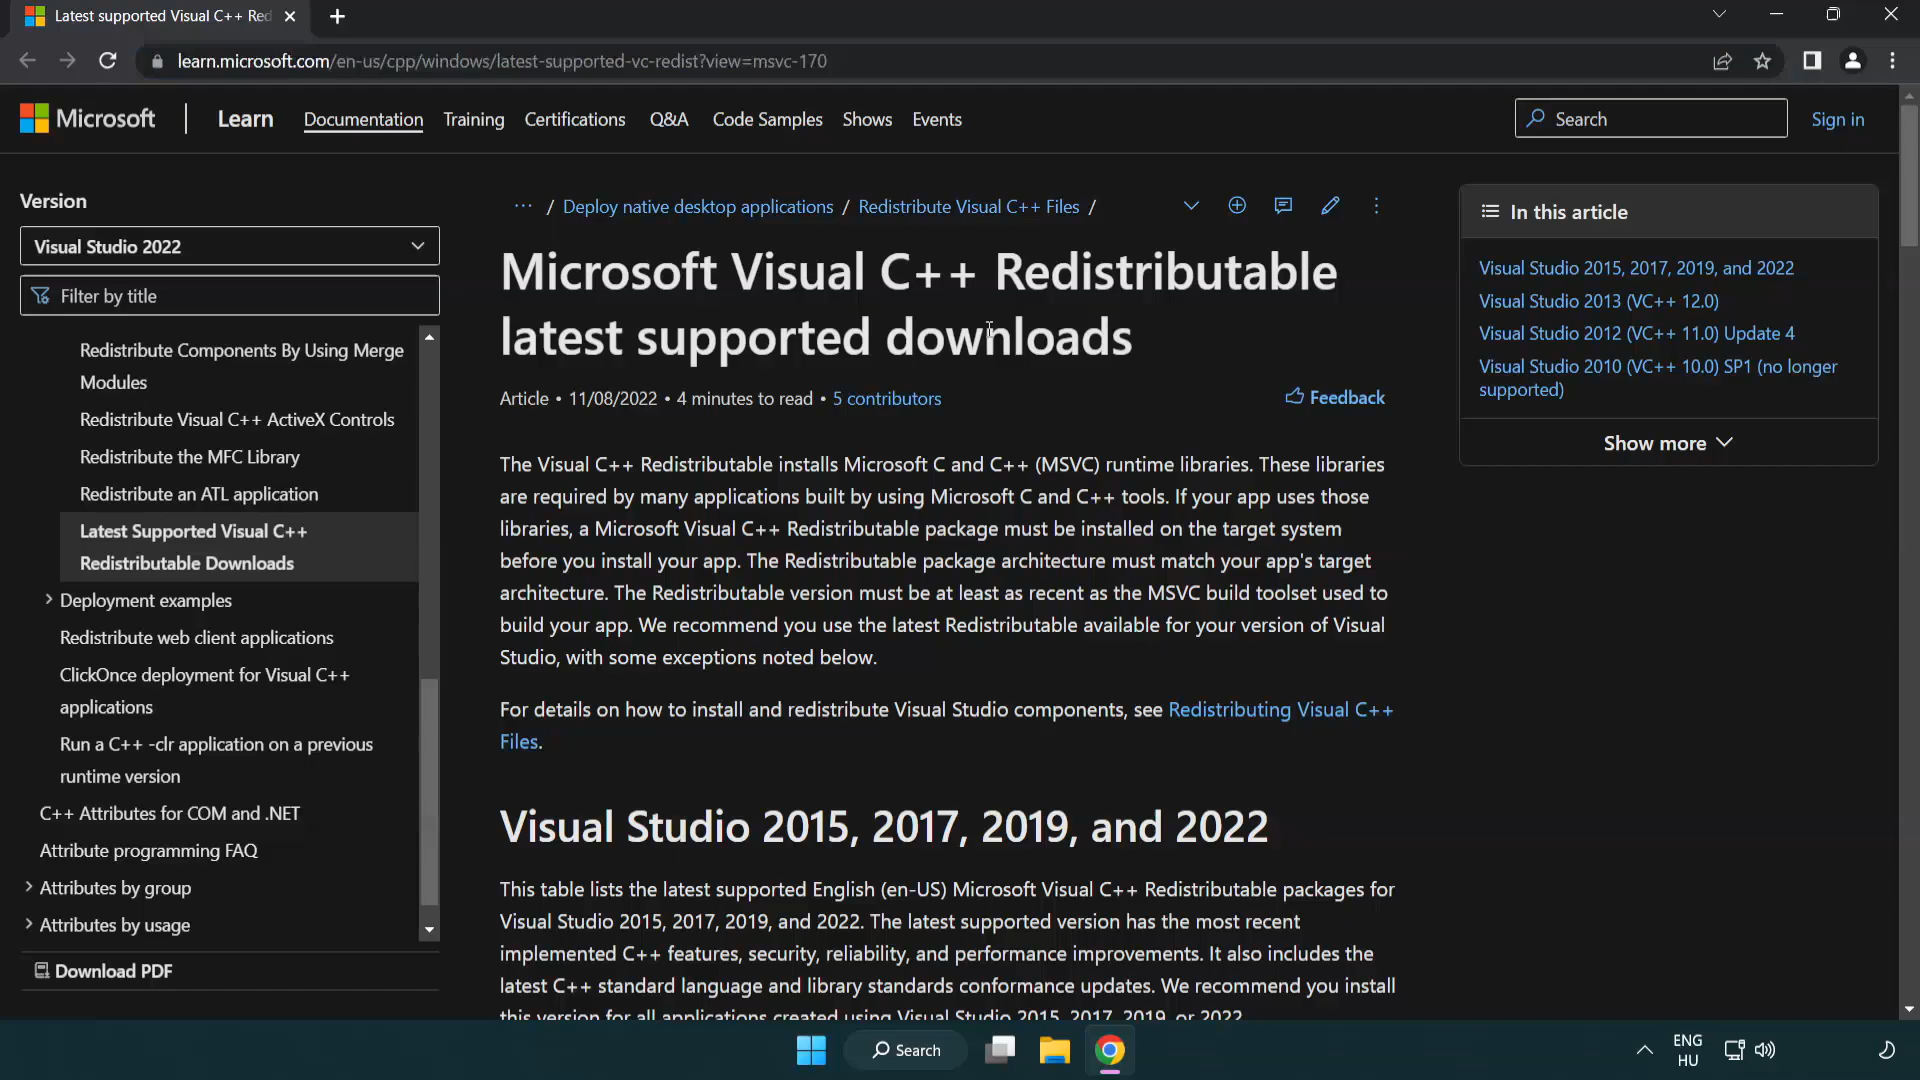 Latest supported Visual C++ Red
learn.microsoft.com/en-us/cpp/windows/latest-supported-vc-redist?view=msvc-170
Microsoft
Learn
Documentation
Training
Certifications
Q&A
Code Samples
Shows
Events
Search
Sign in
Version
Visual Studio 2022
Filter by title
Redistribute Components By Using Merge
Modules
Redistribute Visual C++ ActiveX Controls
Redistribute the MFC Library
Redistribute an ATL application
Latest Supported Visual C++
Redistributable Downloads
Deployment examples
Redistribute web client applications
ClickOnce deployment for Visual C++
applications
Run a C++ -clr application on a previous
runtime version
C++ Attributes for COM and .NET
Attribute programming FAQ
Attributes by group
Attributes by usage
Download PDF
··· / Deploy native desktop applications / Redistribute Visual C++ Files /
Microsoft Visual C++ Redistributable
latest supported downloads
Article • 11/08/2022 • 4 minutes to read • 5 contributors
Feedback
The Visual C++ Redistributable installs Microsoft C and C++ (MSVC) runtime libraries. These libraries
are required by many applications built by using Microsoft C and C++ tools. If your app uses those
libraries, a Microsoft Visual C++ Redistributable package must be installed on the target system
before you install your app. The Redistributable package architecture must match your app's target
architecture. The Redistributable version must be at least as recent as the MSVC build toolset used to
build your app. We recommend you use the latest Redistributable available for your version of Visual
Studio, with some exceptions noted below.
For details on how to install and redistribute Visual Studio components, see Redistributing Visual C++
Files.
Visual Studio 2015, 2017, 2019, and 2022
This table lists the latest supported English (en-US) Microsoft Visual C++ Redistributable packages for
Visual Studio 2015, 2017, 2019, and 2022. The latest supported version has the most recent
implemented C++ features, security, reliability, and performance improvements. It also includes the
latest C++ standard language and library standards conformance updates. We recommend you install
this version for all applications created using Visual Studio 2015, 2017, 2019, or 2022.
In this article
Visual Studio 2015, 2017, 2019, and 2022
Visual Studio 2013 (VC++ 12.0)
Visual Studio 2012 (VC++ 11.0) Update 4
Visual Studio 2010 (VC++ 10.0) SP1 (no longer
supported)
Show more
Search
ENG
HU